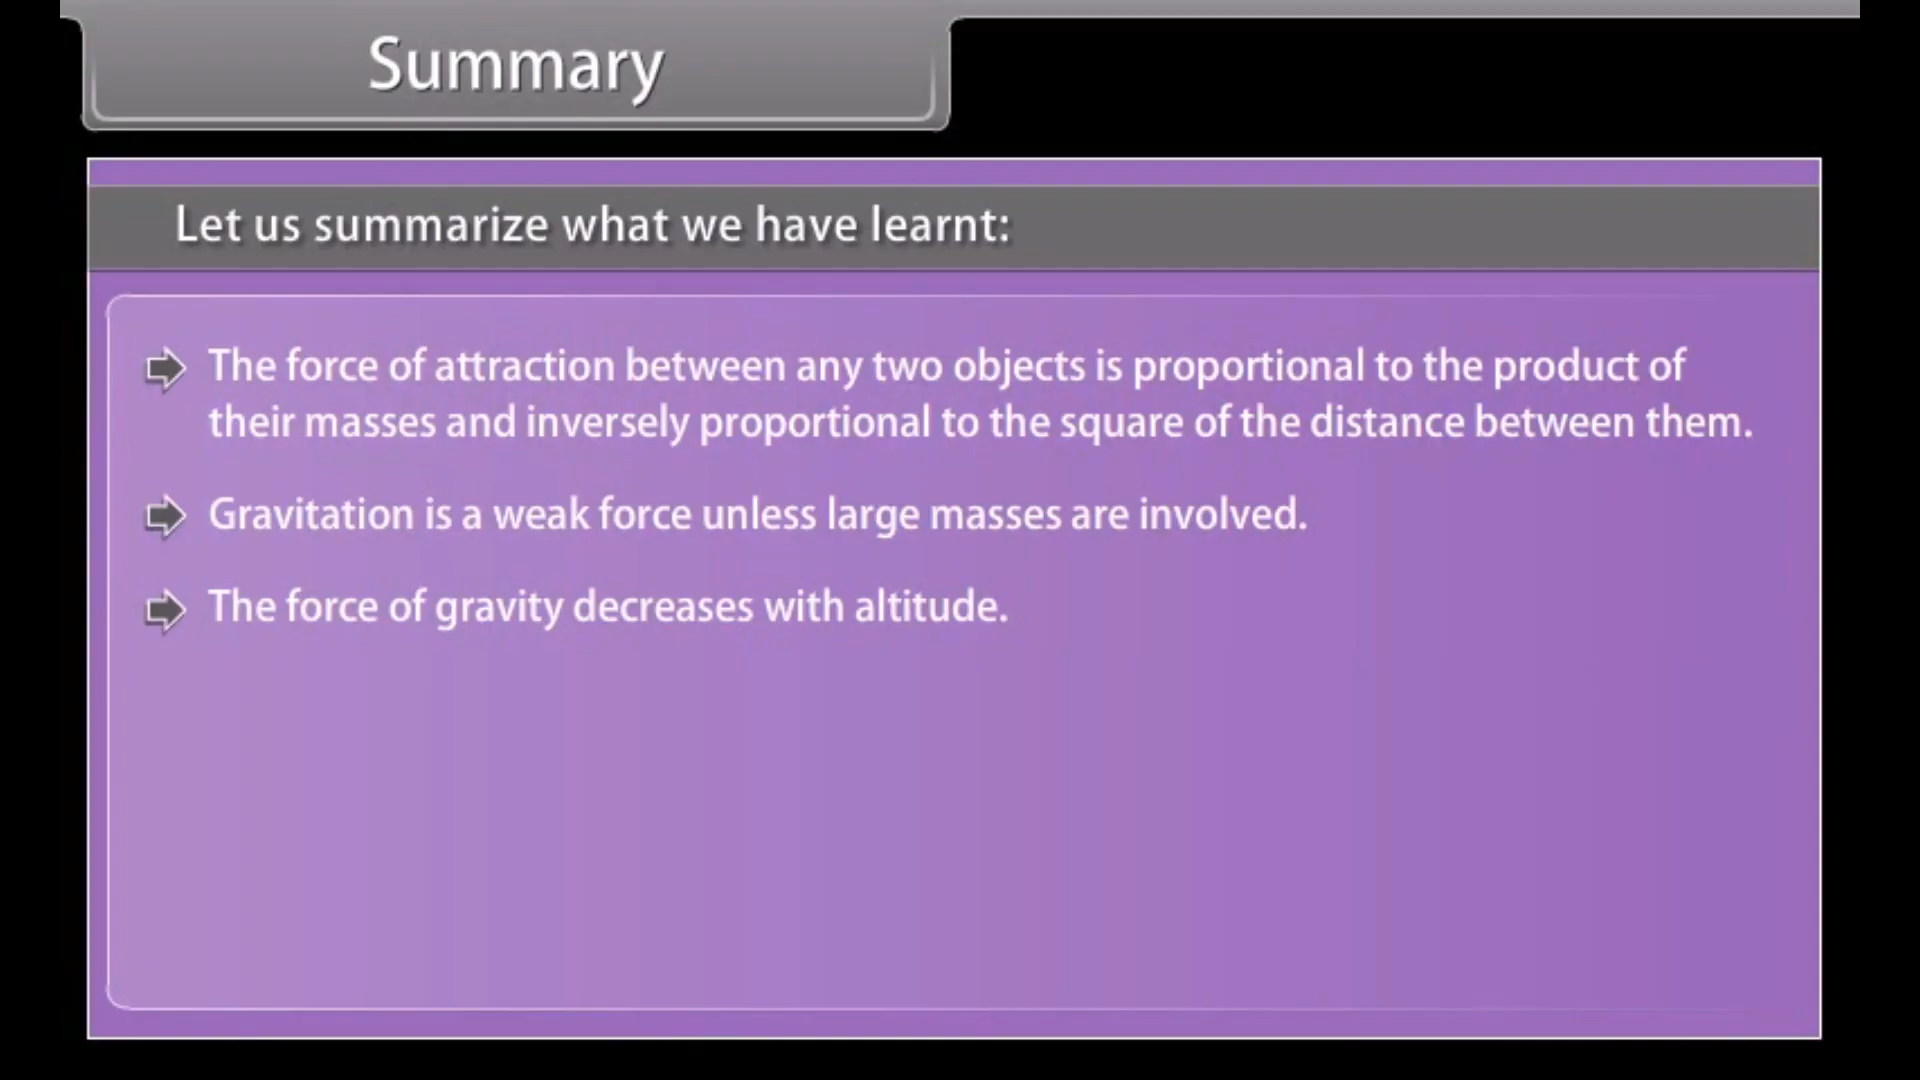 Summary
Let us summarize what we have learnt:
The force of attraction between any two objects is proportional to the product of
their masses and inversely proportional to the square of the distance between them.
Gravitation is a weak force unless large masses are involved.
The force of gravity decreases with altitude.